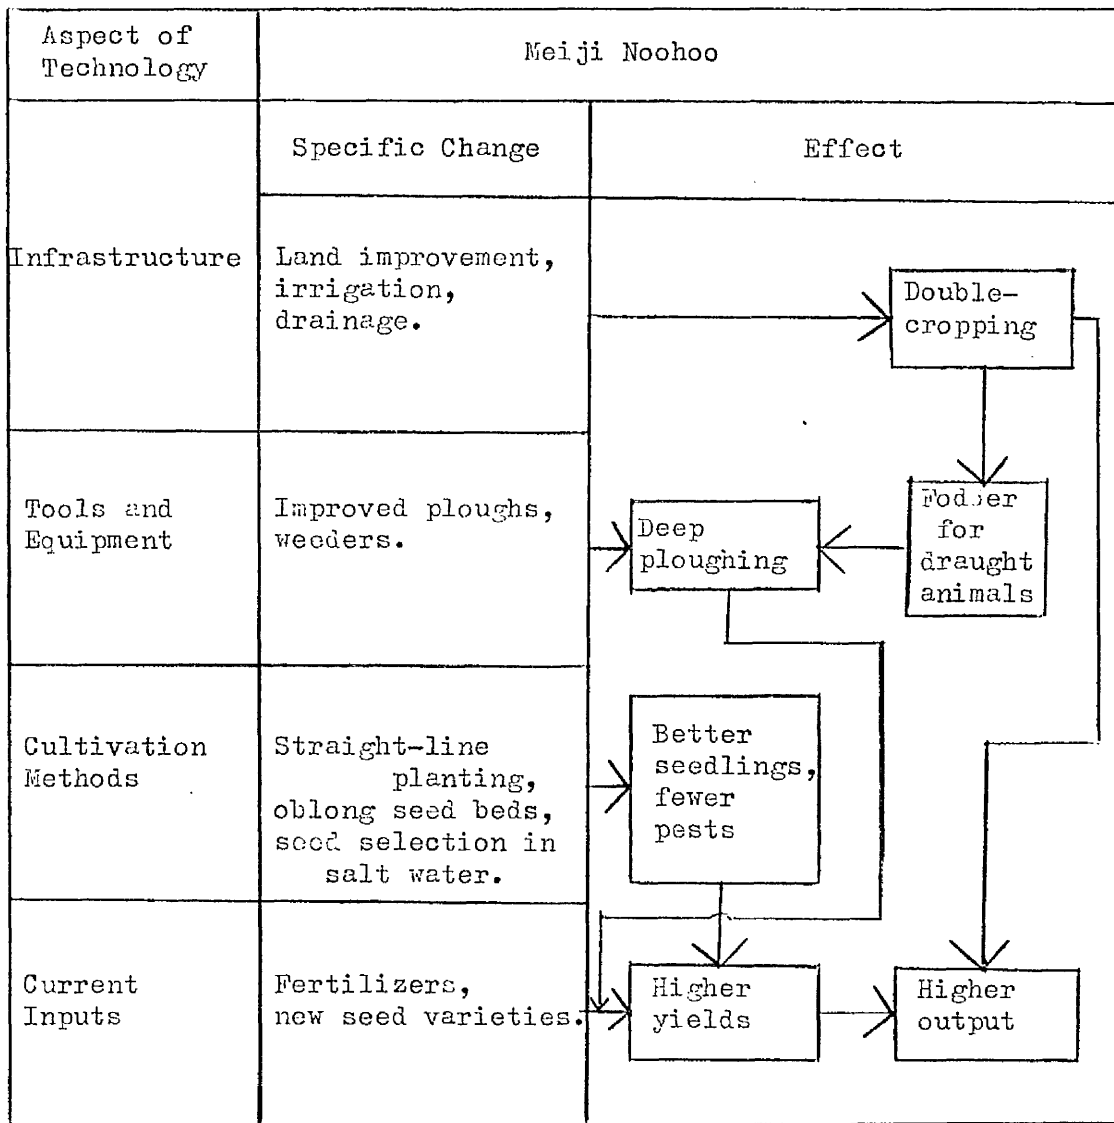 Aspect of
Technology
Meiji Noohoo
Specific Change
Effect
Infrastructure
Land improvement,
irrigation,
drainage.
Double-
cropping
Tools and
Equipment
Improved ploughs,
weeders.
Deep
ploughing
Fodder
for
draught
animals
Cultivation
Methods
Straight-line
planting,
oblong seed beds,
seed selection in
salt water.
Better
seedlings,
fewer
pests
Current
Inputs
Fertilizers,
new seed varieties.
Higher
yields
Higher
output